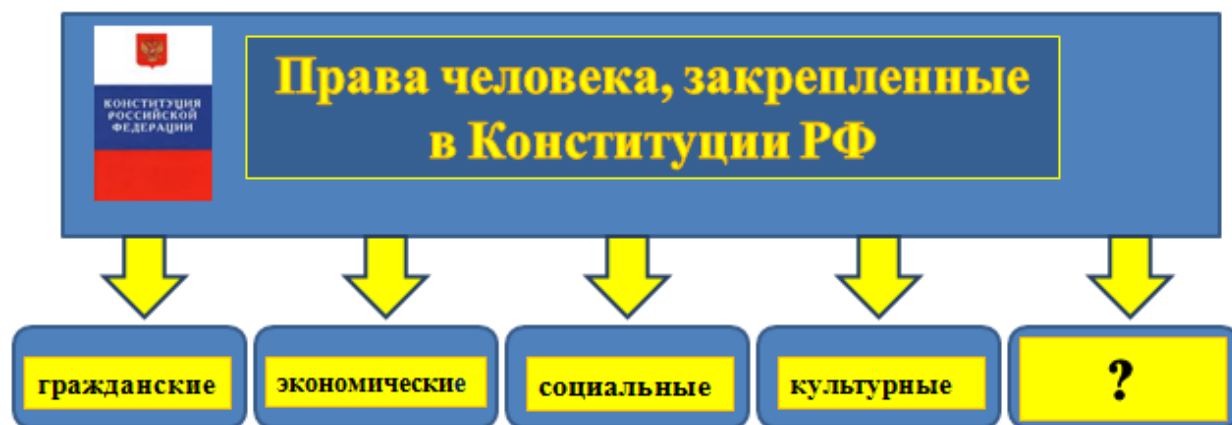 КОНСТИТУЦИЯ
РОССИЙСКОЙ
ФЕДЕРАЦИИ
Права человека, закрепленные
в Конституции РФ
гражданские
экономические
социальные
культурные
?